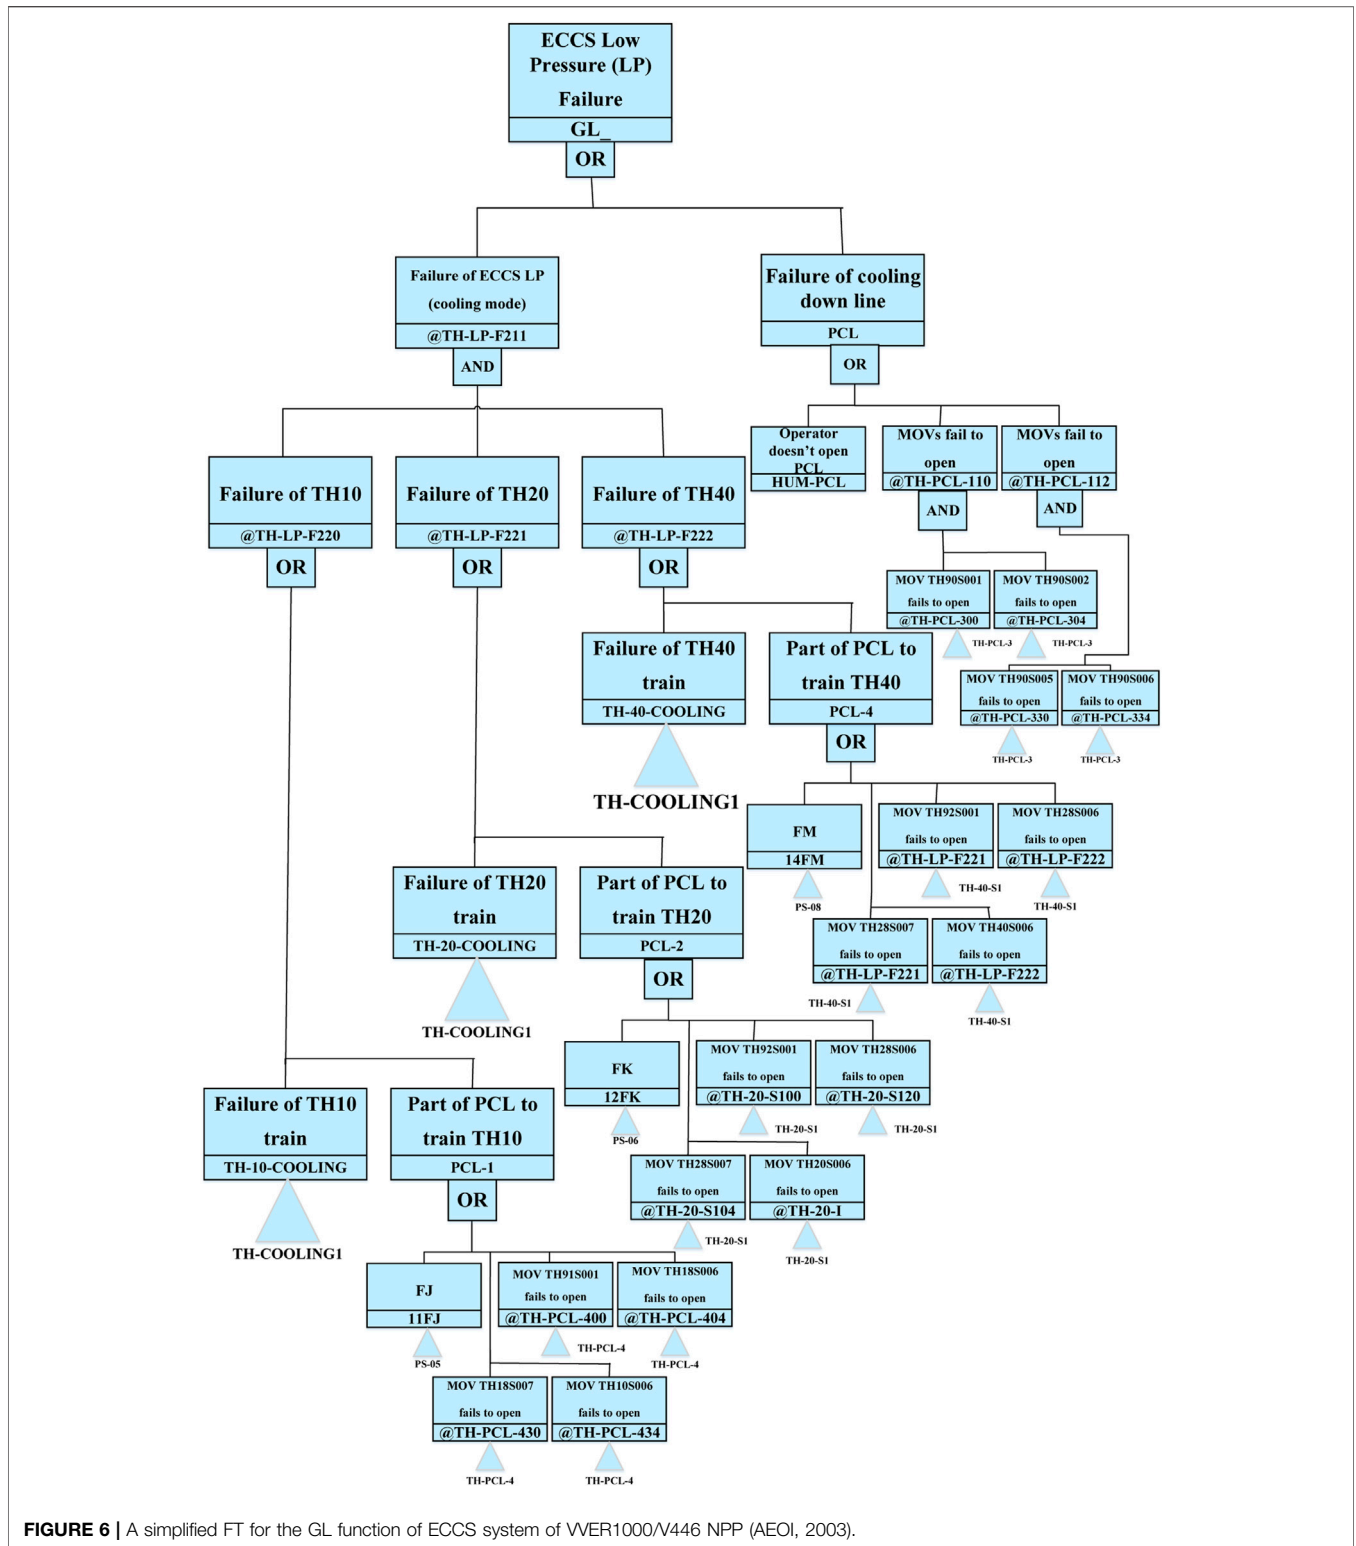 ECCS Low
Pressure (LP)
Failure
GL_
OR
Failure of ECCS LP
(cooling mode)
@TH-LP-F211
AND
Failure of cooling
down line
PCL
OR
Operator
doesn't open
PCL
HUM-PCL
MOVs fail to
open
@TH-PCL-110
AND
MOVs fail to
open
@TH-PCL-112
AND
Failure of TH10
@TH-LP-F220
OR
Failure of TH20
@TH-LP-F221
OR
Failure of TH40
@TH-LP-F222
OR
MOV TH90S001
fails to open
@TH-PCL-300
TH-PCL-3
MOV TH90S002
fails to open
@TH-PCL-304
TH-PCL-3
MOV TH90S005
fails to open
@TH-PCL-330
TH-PCL-3
MOV TH90S006
fails to open
@TH-PCL-334
TH-PCL-3
Failure of TH40
train
TH-40-COOLING
TH-COOLING1
Part of PCL to
train TH40
PCL-4
OR
FM
14FM
PS-08
MOV TH92S001
fails to open
@TH-LP-F221
TH-40-S1
MOV TH28S006
fails to open
@TH-LP-F222
TH-40-S1
MOV TH28S007
fails to open
@TH-LP-F221
TH-40-S1
MOV TH40S006
fails to open
@TH-LP-F222
TH-40-S1
Failure of TH20
train
TH-20-COOLING
TH-COOLING1
Part of PCL to
train TH20
PCL-2
OR
FK
12FK
PS-06
MOV TH92S001
fails to open
@TH-20-S100
TH-20-S1
MOV TH28S006
fails to open
@TH-20-S120
TH-20-S1
MOV TH28S007
fails to open
@TH-20-S104
TH-20-S1
MOV TH20S006
fails to open
@TH-20-I
TH-20-S1
Failure of TH10
train
TH-10-COOLING
TH-COOLING1
Part of PCL to
train TH10
PCL-1
OR
FJ
11FJ
PS-05
MOV TH91S001
fails to open
@TH-PCL-400
TH-PCL-4
MOV TH18S006
fails to open
@TH-PCL-404
TH-PCL-4
MOV TH18S007
fails to open
@TH-PCL-430
TH-PCL-4
MOV TH10S006
fails to open
@TH-PCL-434
TH-PCL-4
FIGURE 6 | A simplified FT for the GL function of ECCS system of VVER1000/V446 NPP (AEOI, 2003).